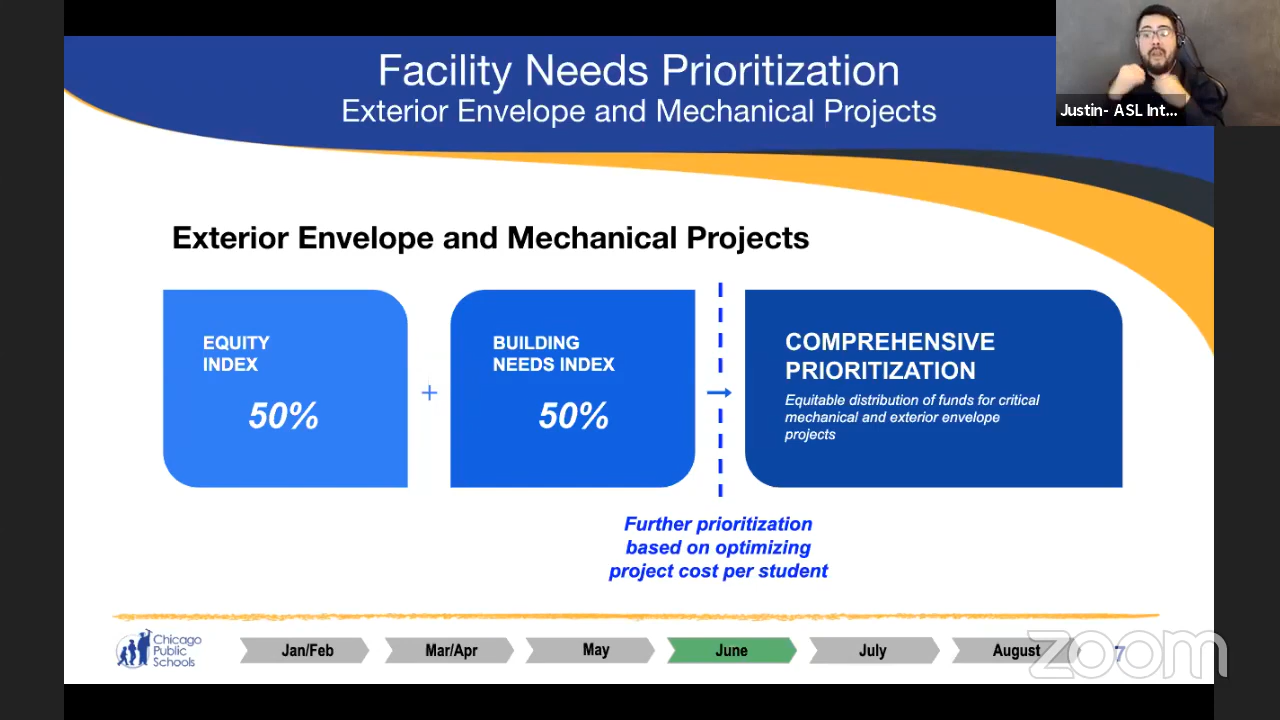 Facility Needs Prioritization
Exterior Envelope and Mechanical Projects
Justin- ASL Int...
Exterior Envelope and Mechanical Projects
EQUITY
INDEX
50%
+
BUILDING
NEEDS INDEX
50%
COMPREHENSIVE
PRIORITIZATION
Equitable distribution of funds for critical
mechanical and exterior envelope
projects
Further prioritization
based on optimizing
project cost per student
Chicago
Public
Schools
Jan/Feb
Mar/Apr
May
June
July
August
7
zoom